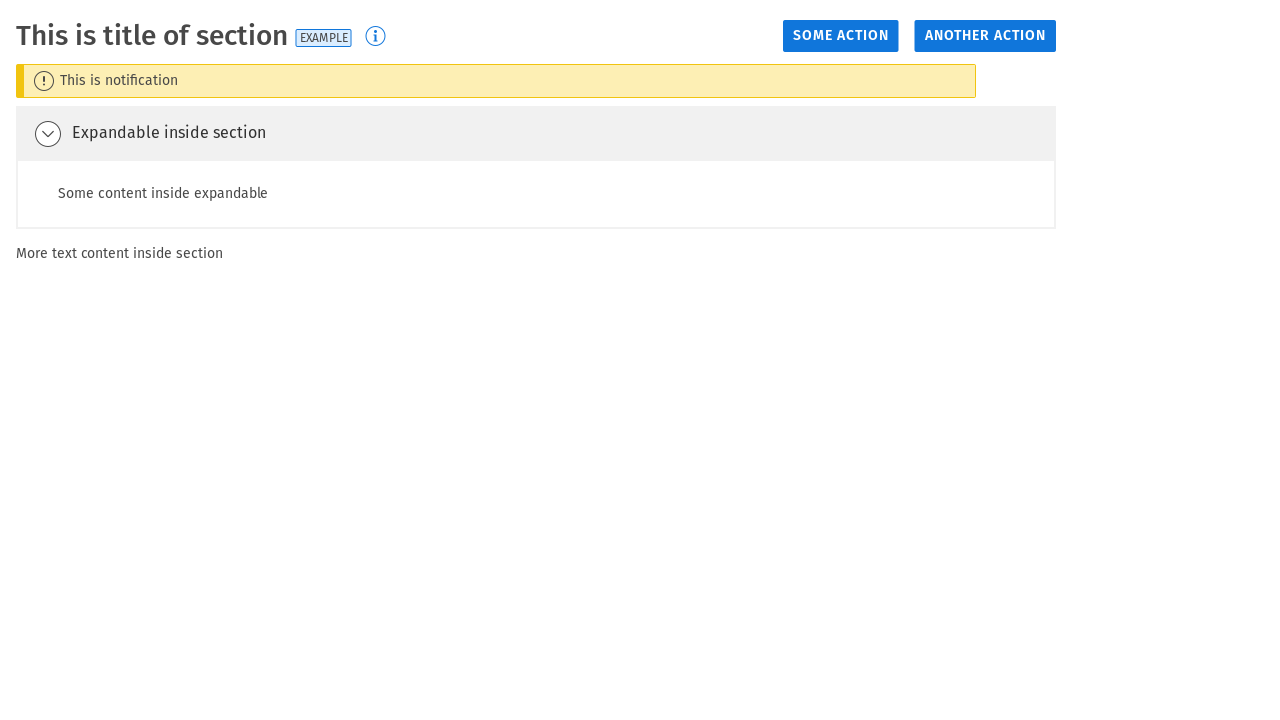 This is title of section EXAMPLE SOME ACTION ANOTHER ACTION
This is notification
Expandable inside section
Some content inside expandable
More text content inside section